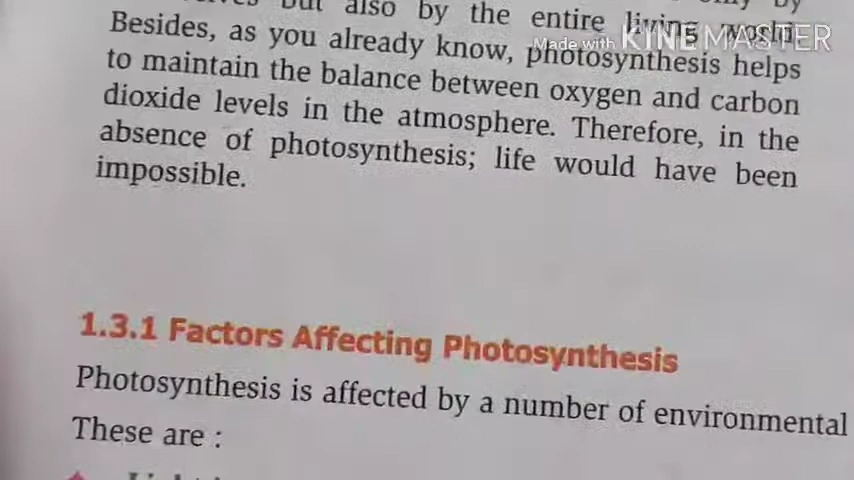 but also by the entire living world
Made with KINEMASTER
Besides, as you already know, photosynthesis helps
to maintain the balance between oxygen and carbon
dioxide levels in the atmosphere. Therefore, in the
absence of photosynthesis; life would have been
impossible.
1.3.1 Factors Affecting Photosynthesis
Photosynthesis is affected by a number of environmental
These are :